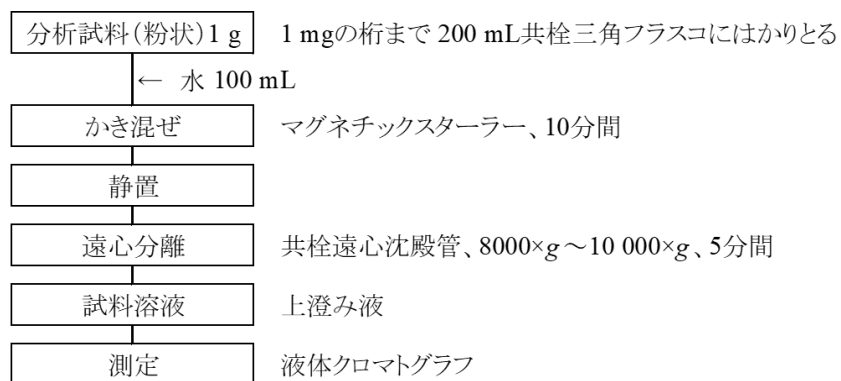 分析試料(粉状)1 g 1 mgの桁まで 200 mL共栓三角フラスコにはかりとる
← 水 100 mL
かき混ぜ マグネチックスターラー、10分間
静置
遠心分離 共栓遠心沈殿管、8000×g～10 000×g、5分間
試料溶液 上澄み液
測定 液体クロマトグラフ